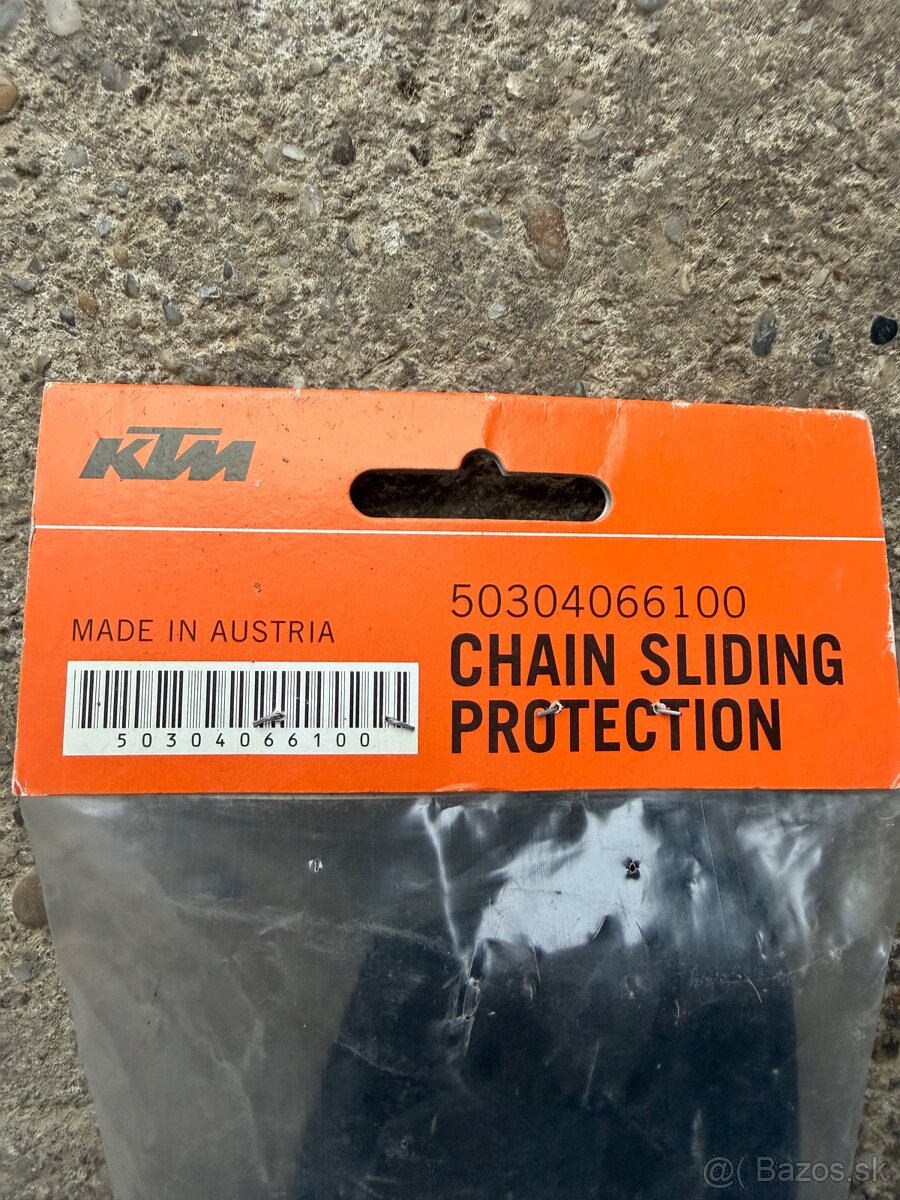 KTM
50304066100
MADE IN AUSTRIA
CHAIN SLIDING
PROTECTION
50304066100
@( Bazos.sk